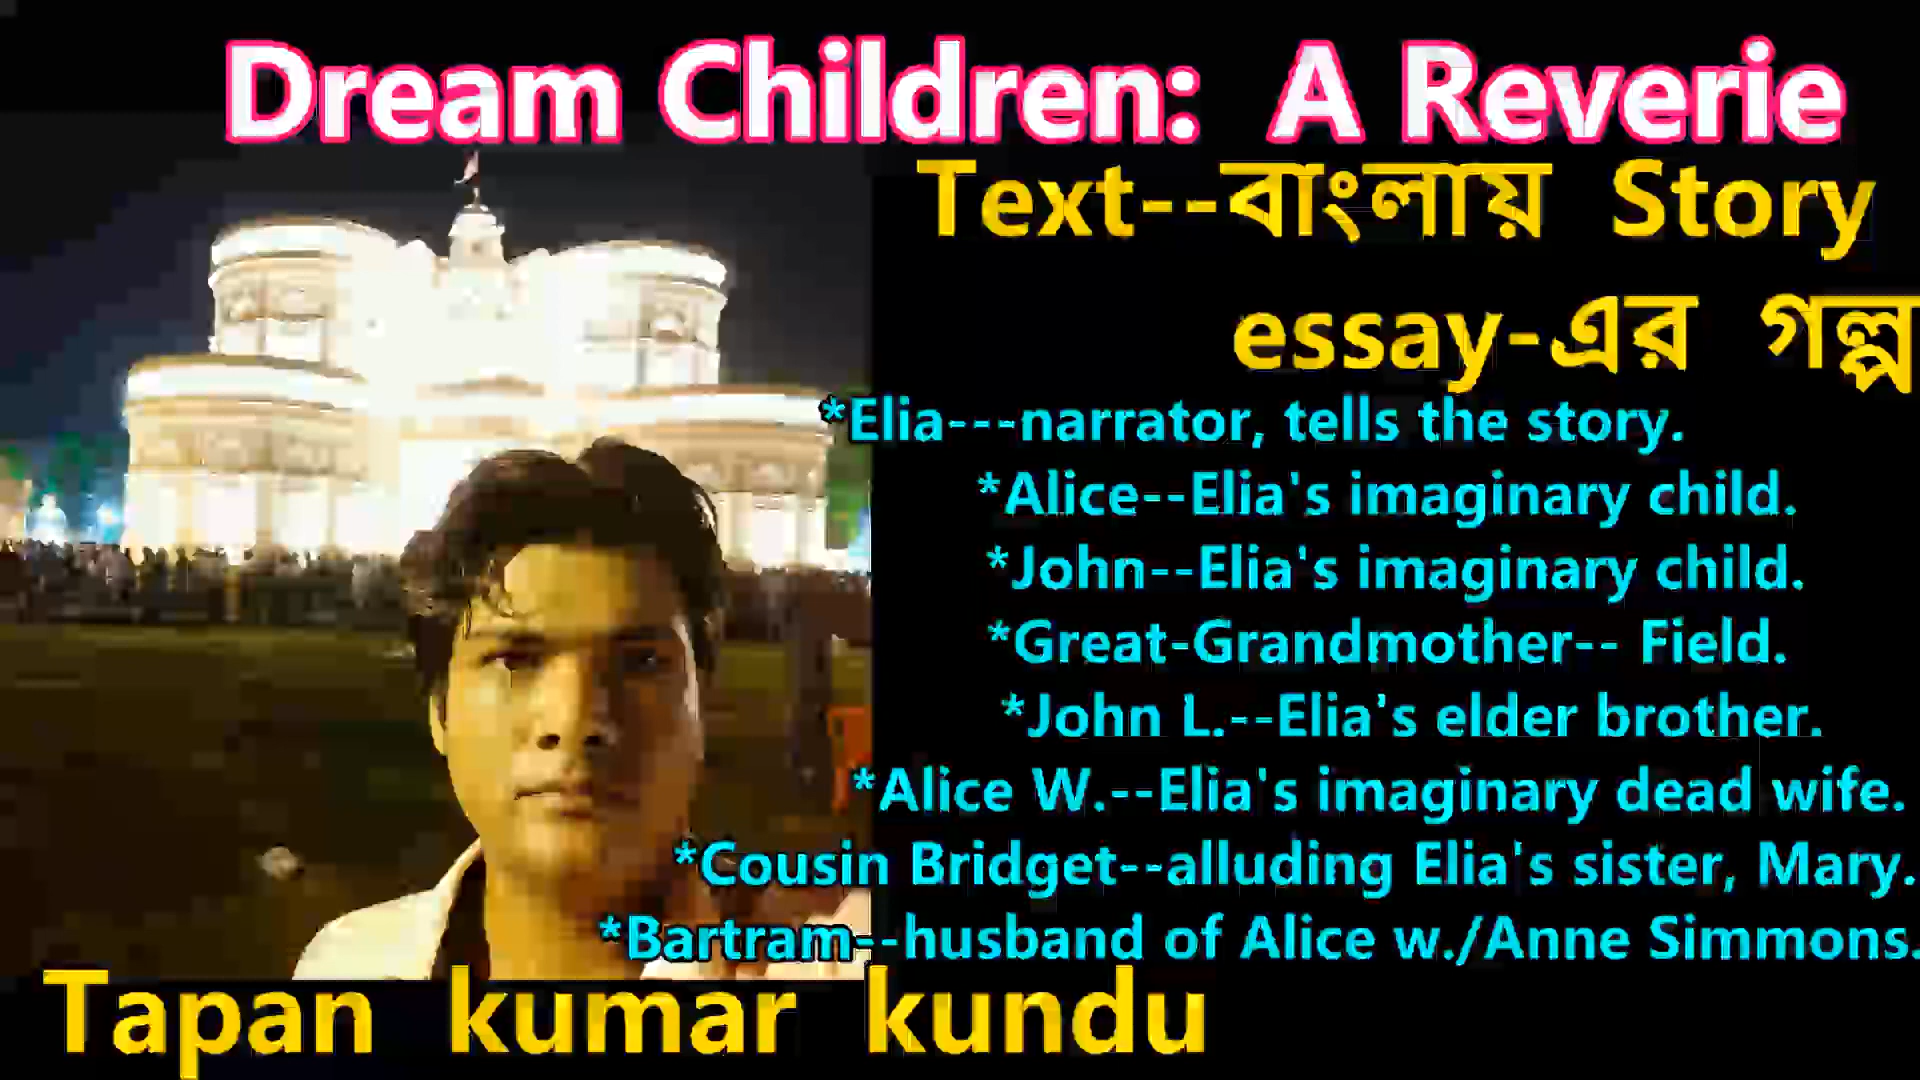 Dream Children: A Reverie
Text--বাংলায় Story
essay-এর গল্প
*Elia---narrator, tells the story.
*Alice--Elia's imaginary child.
*John--Elia's imaginary child.
*Great-Grandmother-- Field.
*John L.--Elia's elder brother.
*Alice W.--Elia's imaginary dead wife.
*Cousin Bridget--alluding Elia's sister, Mary.
*Bartram--husband of Alice w./Anne Simmons.
Tapan kumar kundu